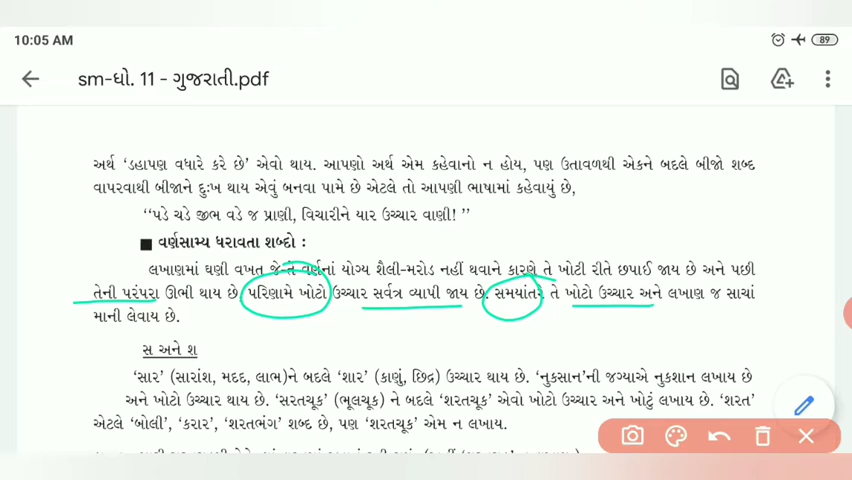 10:05 AM
89
sm-ધો. 11 - ગુજરાતી.pdf
અર્થ ‘ડહાપણ વધારે કરે છે’ એવો થાય. આપણો અર્થ એમ કહેવાનો ન હોય, પણ ઉતાવળથી એકને બદલે બીજો શબ્દ
વાપરવાથી બીજાને દુઃખ થાય એવું બનવા પામે છે એટલે તો આપણી ભાષામાં કહેવાયું છે,
‘‘પડે ચડે જીભ વડે જ પ્રાણી, વિચારીને યાર ઉચ્ચાર વાણી! ’’
■ વર્ણસામ્ય ધરાવતા શબ્દો :
લખાણમાં ઘણી વખત જે-તે વર્ણનાં યોગ્ય શૈલી-મરોડ નહીં થવાને કારણે તે ખોટી રીતે છપાઈ જાય છે અને પછી
તેની પરંપરા ઊભી થાય છે. પરિણામે ખોટો ઉચ્ચાર સર્વત્ર વ્યાપી જાય છે. સમયાંતરે તે ખોટો ઉચ્ચાર અને લખાણ જ સાચાં
માની લેવાય છે.
સ અને શ
‘સાર’ (સારાંશ, મદદ, લાભ)ને બદલે ‘શાર’ (કાણું, છિદ્ર) ઉચ્ચાર થાય છે. ‘નુકસાન’ની જગ્યાએ નુકશાન લખાય છે
અને ખોટો ઉચ્ચાર થાય છે. ‘સરતચૂક’ (ભૂલચૂક) ને બદલે ‘શરતચૂક’ એવો ખોટો ઉચ્ચાર અને ખોટું લખાય છે. ‘શરત’
એટલે ‘બોલી’, ‘કરાર’, ‘શરતભંગ’ શબ્દ છે, પણ ‘શરતચૂક’ એમ ન લખાય.